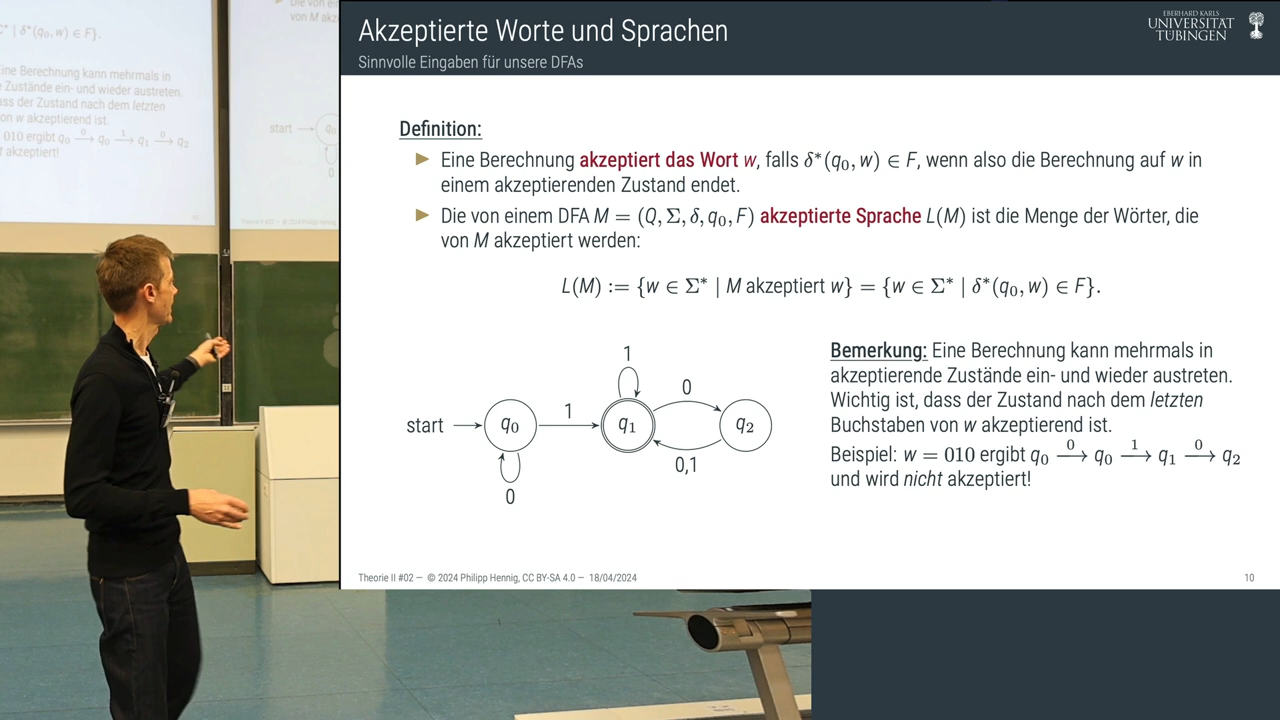 Akzeptierte Worte und Sprachen
Sinnvolle Eingaben für unsere DFAs
EBERHARD KARLS
UNIVERSITÄT
TÜBINGEN
Definition:
Eine Berechnung akzeptiert das Wort w, falls δ*(q₀, w) ∈ F, wenn also die Berechnung auf w in
einem akzeptierenden Zustand endet.
Die von einem DFA M = (Q, Σ, δ, q₀, F) akzeptierte Sprache L(M) ist die Menge der Wörter, die
von M akzeptiert werden:
L(M) := {w ∈ Σ* | M akzeptiert w} = {w ∈ Σ* | δ*(q₀, w) ∈ F}.
1
0
start q₀ 1 q₁ q₂
0,1
0
Bemerkung: Eine Berechnung kann mehrmals in
akzeptierende Zustände ein- und wieder austreten.
Wichtig ist, dass der Zustand nach dem letzten
Buchstaben von w akzeptierend ist.
Beispiel: w = 010 ergibt q₀ —0→ q₀ —1→ q₁ —0→ q₂
und wird nicht akzeptiert!
Theorie II #02 — © 2024 Philipp Hennig, CC BY-SA 4.0 — 18/04/2024
10
* | δ*(q₀, w) ∈ F}.
ine Berechnung kann mehrmals in
Zustände ein- und wieder austreten.
ass der Zustand nach dem letzten
on w akzeptierend ist.
010 ergibt q₀ —0→ q₀ —1→ q₁ —0→ q₂
akzeptiert!
Die von ein
von M akz
start q₀
0